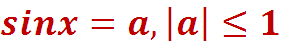 sinx = a, |a| ≤ 1